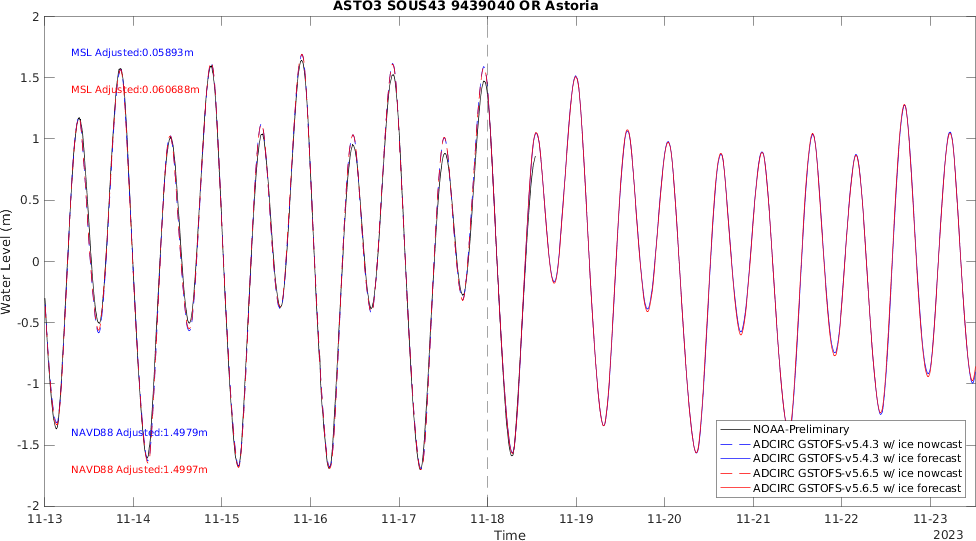 ASTO3 SOUS43 9439040 OR Astoria
2
1.5
1
0.5
0
-0.5
-1
-1.5
-2
Water Level (m)
MSL Adjusted:0.05893m
MSL Adjusted:0.060688m
NAVD88 Adjusted:1.4979m
NAVD88 Adjusted:1.4997m
NOAA-Preliminary
ADCIRC GSTOFS-v5.4.3 w/ ice nowcast
ADCIRC GSTOFS-v5.4.3 w/ ice forecast
ADCIRC GSTOFS-v5.6.5 w/ ice nowcast
ADCIRC GSTOFS-v5.6.5 w/ ice forecast
11-13 11-14 11-15 11-16 11-17 11-18 11-19 11-20 11-21 11-22 11-23
Time
2023